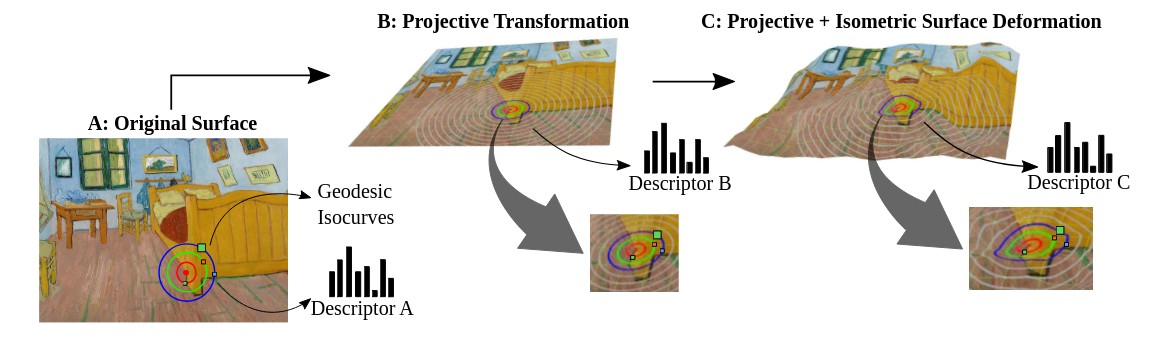 B: Projective Transformation
C: Projective + Isometric Surface Deformation
A: Original Surface
Geodesic
Isocurves
Descriptor A
Descriptor B
Descriptor C